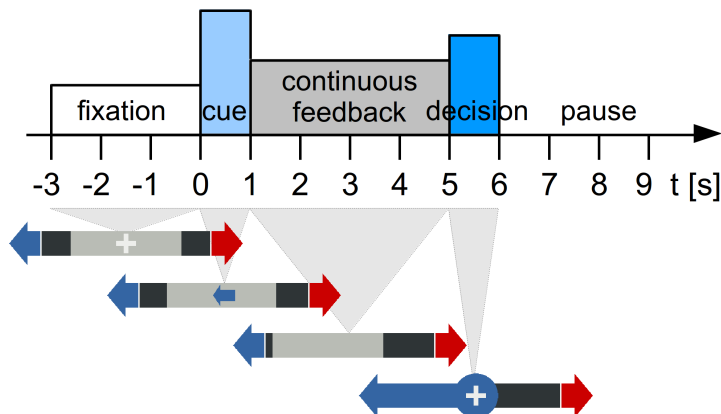 continuous
fixation cue feedback decision pause
-3 -2 -1 0 1 2 3 4 5 6 7 8 9 t [s]